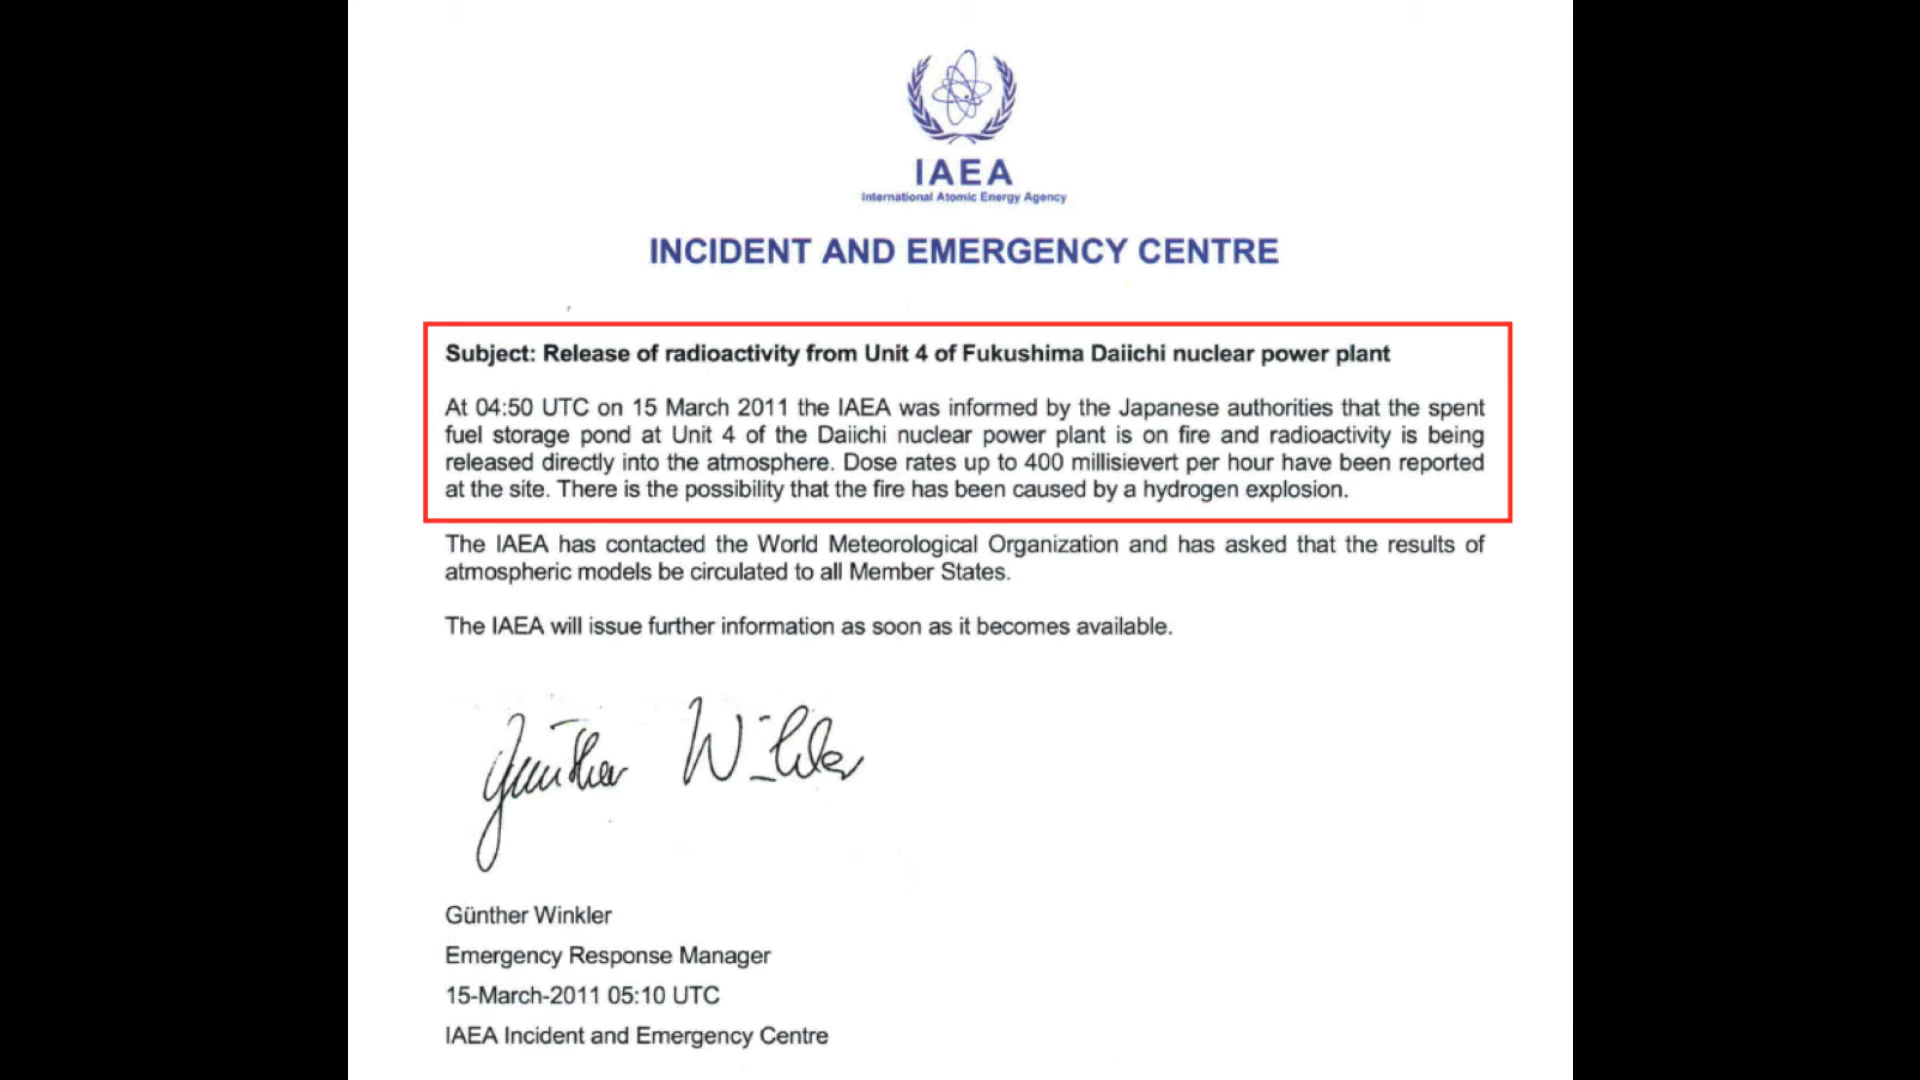 IAEA
International Atomic Energy Agency
INCIDENT AND EMERGENCY CENTRE
Subject: Release of radioactivity from Unit 4 of Fukushima Daiichi nuclear power plant
At 04:50 UTC on 15 March 2011 the IAEA was informed by the Japanese authorities that the spent
fuel storage pond at Unit 4 of the Daiichi nuclear power plant is on fire and radioactivity is being
released directly into the atmosphere. Dose rates up to 400 millisievert per hour have been reported
at the site. There is the possibility that the fire has been caused by a hydrogen explosion.
The IAEA has contacted the World Meteorological Organization and has asked that the results of
atmospheric models be circulated to all Member States.
The IAEA will issue further information as soon as it becomes available.
Günther Winkler
Günther Winkler
Emergency Response Manager
15-March-2011 05:10 UTC
IAEA Incident and Emergency Centre